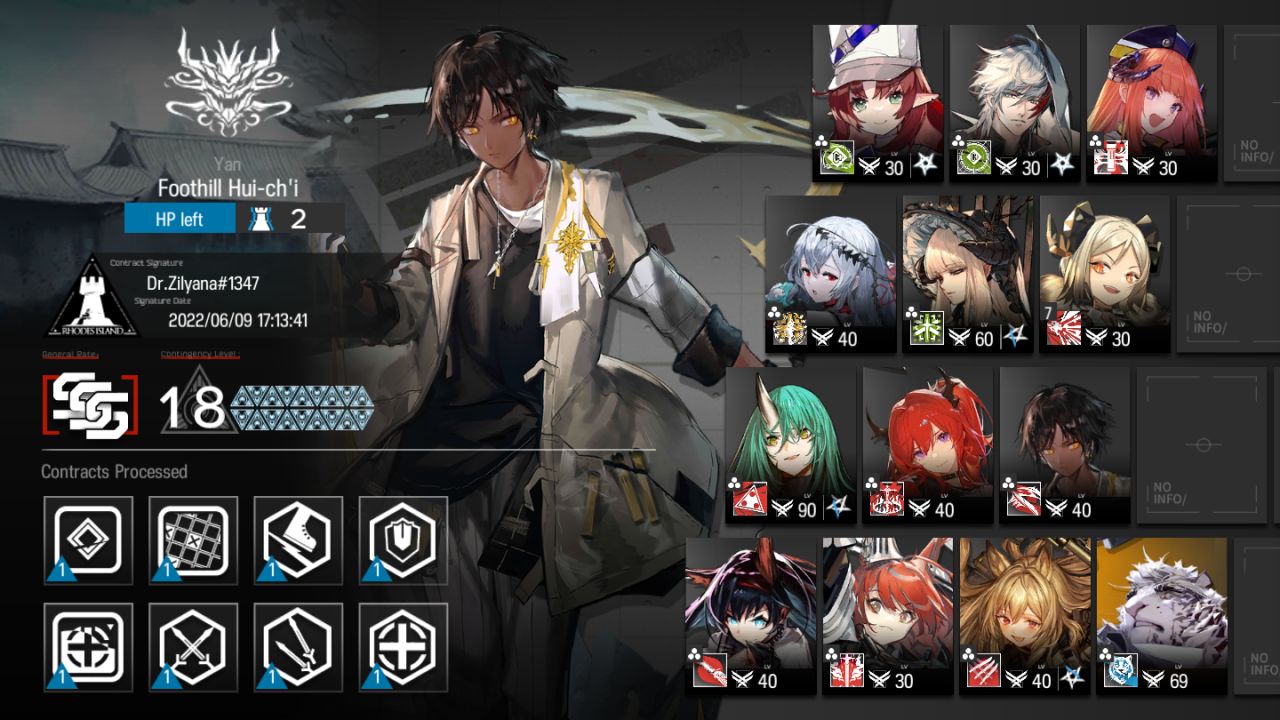 Yan
Foothill Hui-ch'i
HP left 2
Contract Signature
Dr.Zilyana#1347
Signature Date
2022/06/09 17:13:41
RHODES ISLAND
General Rate:
Contingency Level :
18
Contracts Processed
1 1 1 1
1 1 1 1
LV 30
LV 30
LV 30
NO INFO/
LV 40
LV 60
7 LV 30
NO INFO/
LV 90
LV 40
LV 40
NO INFO/
LV 40
LV 30
LV 40
LV 69
NO INFO